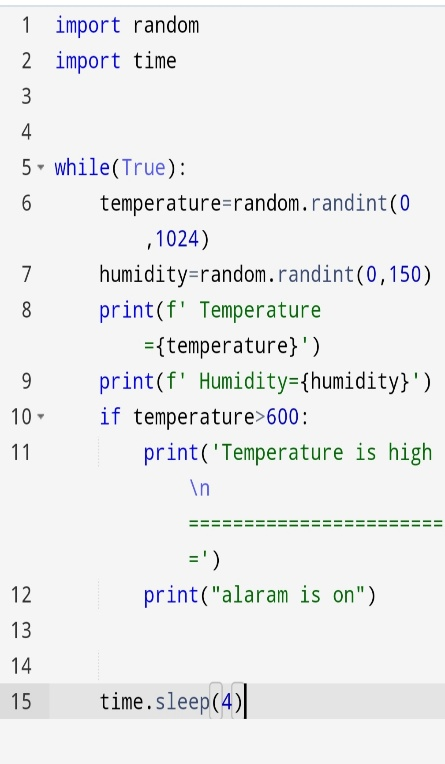 1 import random
2 import time
3
4
5 while(True):
6 temperature=random.randint(0
,1024)
7 humidity=random.randint(0,150)
8 print(f' Temperature
={temperature}')
9 print(f' Humidity={humidity}')
10 if temperature>600:
11 print('Temperature is high
\n
=======================
=')
12 print("alaram is on")
13
14
15 time.sleep(4)